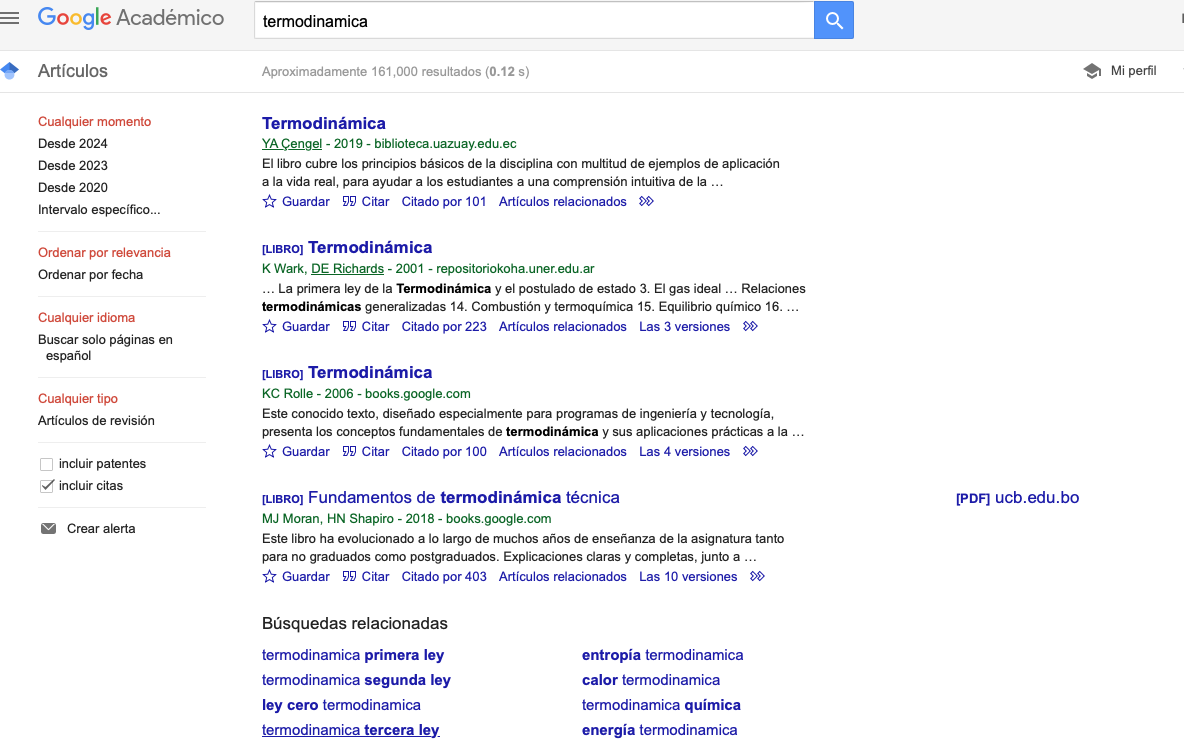 Google Académico
termodinamica
Artículos
Aproximadamente 161,000 resultados (0.12 s)
Mi perfil
Cualquier momento
Desde 2024
Desde 2023
Desde 2020
Intervalo específico...
Ordenar por relevancia
Ordenar por fecha
Cualquier idioma
Buscar solo páginas en
español
Cualquier tipo
Artículos de revisión
incluir patentes
incluir citas
Crear alerta
Termodinámica
YA Çengel - 2019 - biblioteca.uazuay.edu.ec
El libro cubre los principios básicos de la disciplina con multitud de ejemplos de aplicación
a la vida real, para ayudar a los estudiantes a una comprensión intuitiva de la …
Guardar Citar Citado por 101 Artículos relacionados
[LIBRO] Termodinámica
K Wark, DE Richards - 2001 - repositoriokoha.uner.edu.ar
… La primera ley de la Termodinámica y el postulado de estado 3. El gas ideal … Relaciones
termodinámicas generalizadas 14. Combustión y termoquímica 15. Equilibrio químico 16. …
Guardar Citar Citado por 223 Artículos relacionados Las 3 versiones
[LIBRO] Termodinámica
KC Rolle - 2006 - books.google.com
Este conocido texto, diseñado especialmente para programas de ingeniería y tecnología,
presenta los conceptos fundamentales de termodinámica y sus aplicaciones prácticas a la …
Guardar Citar Citado por 100 Artículos relacionados Las 4 versiones
[LIBRO] Fundamentos de termodinámica técnica
[PDF] ucb.edu.bo
MJ Moran, HN Shapiro - 2018 - books.google.com
Este libro ha evolucionado a lo largo de muchos años de enseñanza de la asignatura tanto
para no graduados como postgraduados. Explicaciones claras y completas, junto a …
Guardar Citar Citado por 403 Artículos relacionados Las 10 versiones
Búsquedas relacionadas
termodinamica primera ley
termodinamica segunda ley
ley cero termodinamica
termodinamica tercera ley
entropía termodinamica
calor termodinamica
termodinamica química
energía termodinamica